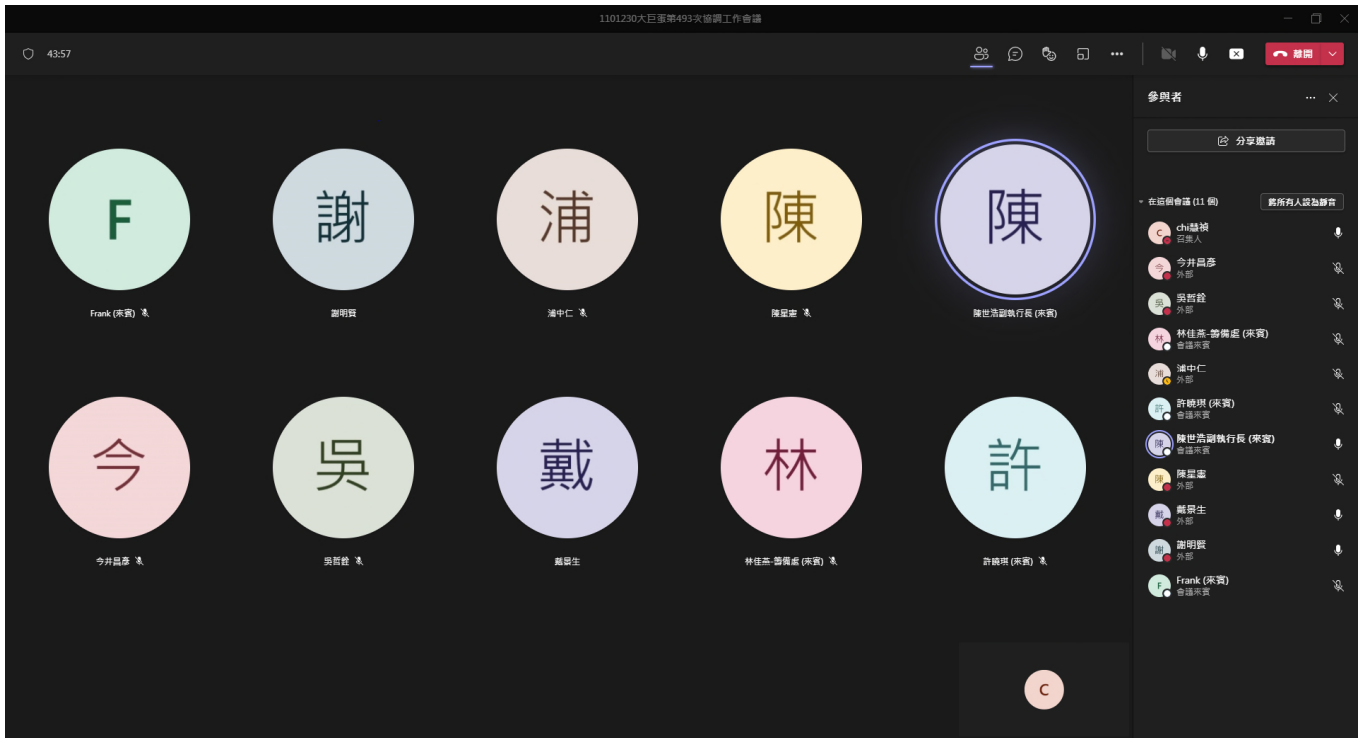 1101230大巨蛋第493次協調工作會議
43:57
離開
F
謝
浦
陳
陳
Frank (來賓)
謝明賢
浦中仁
陳星憲
陳世浩副執行長 (來賓)
今
吳
戴
林
許
今井昌彥
吳哲銓
戴景生
林佳燕-籌備處 (來賓)
許曉琪 (來賓)
C
參與者
分享邀請
在這個會議 (11 個)
將所有人設為靜音
C
chi慧禎
召集人
今
今井昌彥
外部
吳
吳哲銓
外部
林
林佳燕-籌備處 (來賓)
會議來賓
浦
浦中仁
外部
許
許曉琪 (來賓)
會議來賓
陳
陳世浩副執行長 (來賓)
會議來賓
陳
陳星憲
外部
戴
戴景生
外部
謝
謝明賢
外部
F
Frank (來賓)
會議來賓